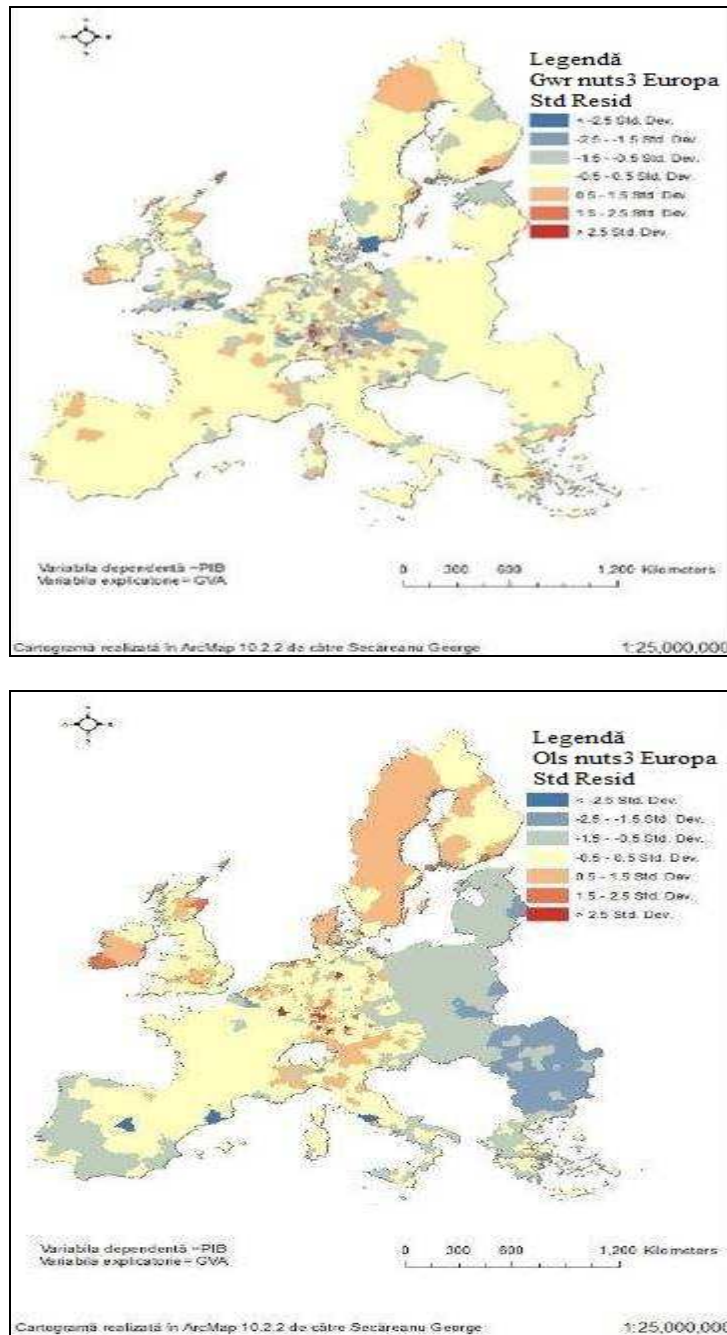 Legendă
Gwr nuts3 Europa
Std Resid
< -2.5 Std. Dev.
-2.5 - -1.5 Std. Dev.
-1.5 - -0.5 Std. Dev.
-0.5 - 0.5 Std. Dev.
0.5 - 1.5 Std. Dev.
1.5 - 2.5 Std. Dev.
> 2.5 Std. Dev.
Variabila dependentă =PIB
Variabila explicatorie= GVA
0 300 600 1,200 Kilometers
Cartogramă realizată în ArcMap 10.2.2 de către Secăreanu George 1:25,000,000
Legendă
Ols nuts3 Europa
Std Resid
< -2.5 Std. Dev.
-2.5 - -1.5 Std. Dev.
-1.5 - -0.5 Std. Dev.
-0.5 - 0.5 Std. Dev.
0.5 - 1.5 Std. Dev.
1.5 - 2.5 Std. Dev.
> 2.5 Std. Dev.
Variabila dependentă =PIB
Variabila explicatorie= GVA
0 300 600 1,200 Kilometers
Cartogramă realizată în ArcMap 10.2.2 de către Secăreanu George 1:25,000,000